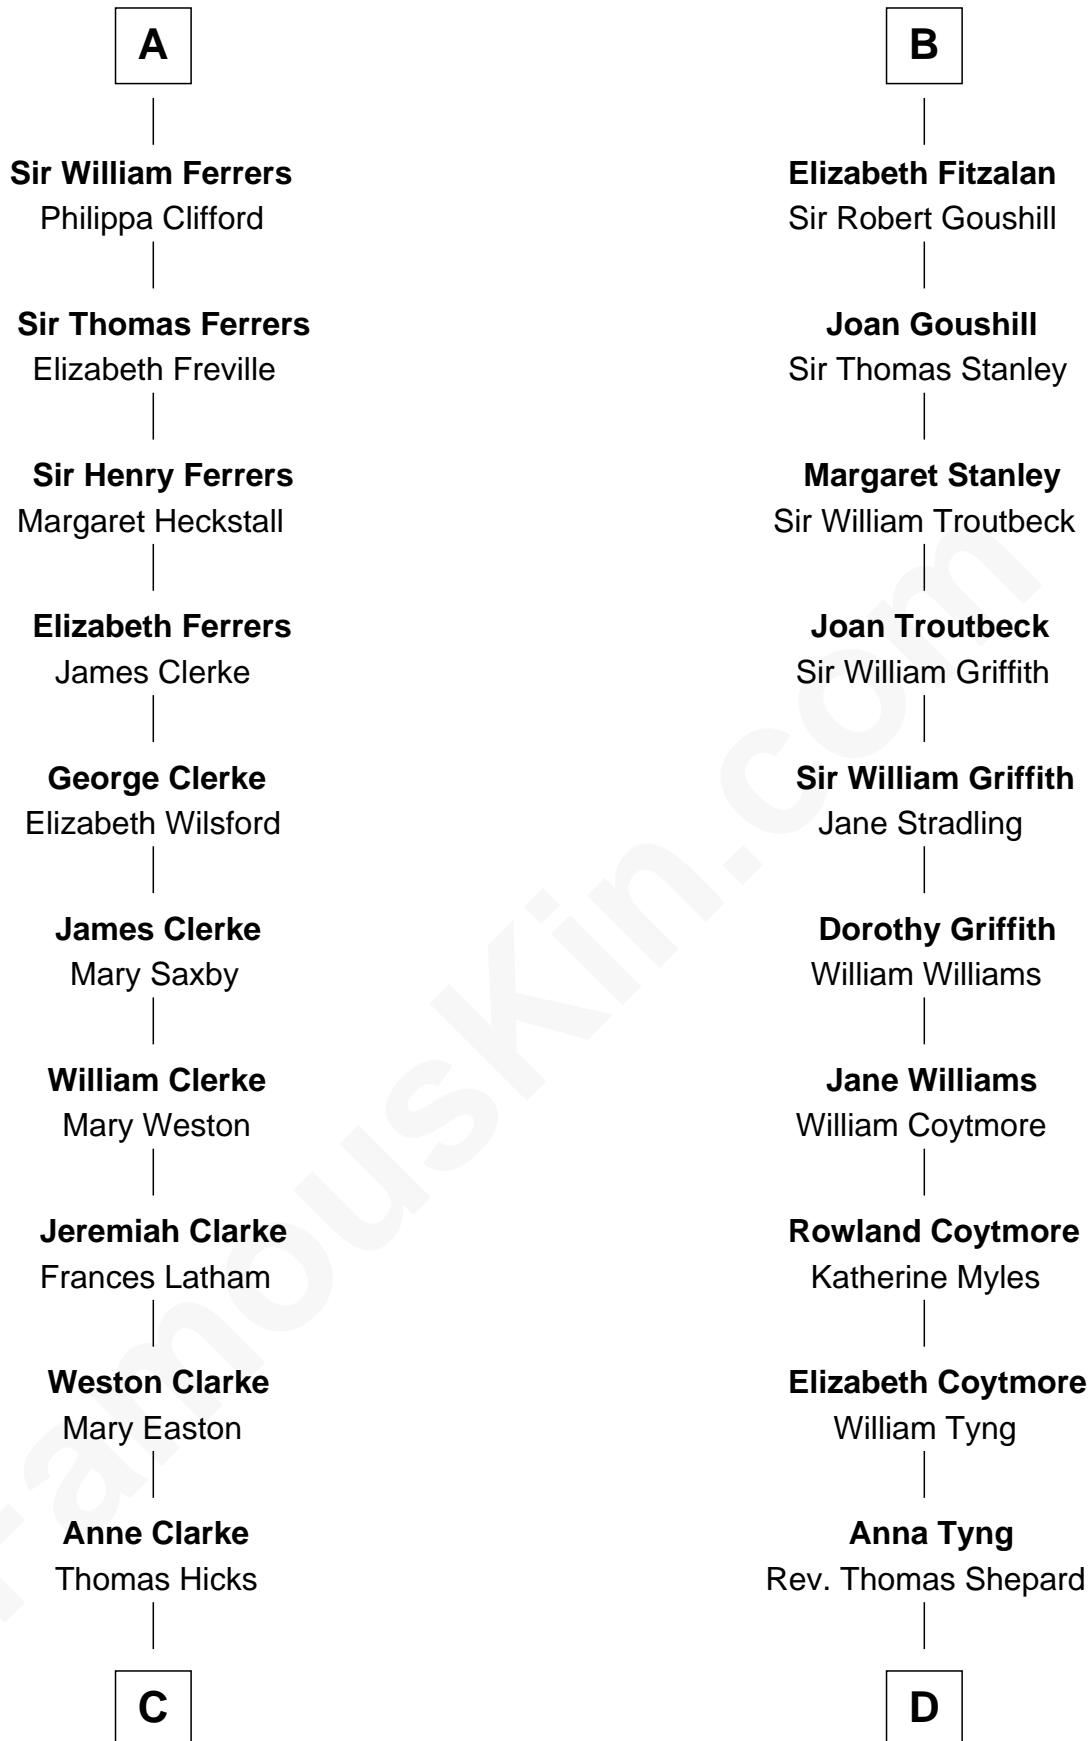 A
Sir William Ferrers
Philippa Clifford
Sir Thomas Ferrers
Elizabeth Freville
Sir Henry Ferrers
Margaret Heckstall
Elizabeth Ferrers
James Clerke
George Clerke
Elizabeth Wilsford
James Clerke
Mary Saxby
William Clerke
Mary Weston
Jeremiah Clarke
Frances Latham
Weston Clarke
Mary Easton
Anne Clarke
Thomas Hicks
C
B
Elizabeth Fitzalan
Sir Robert Goushill
Joan Goushill
Sir Thomas Stanley
Margaret Stanley
Sir William Troutbeck
Joan Troutbeck
Sir William Griffith
Sir William Griffith
Jane Stradling
Dorothy Griffith
William Williams
Jane Williams
William Coytmore
Rowland Coytmore
Katherine Myles
Elizabeth Coytmore
William Tyng
Anna Tyng
Rev. Thomas Shepard
D
FamousKin.com